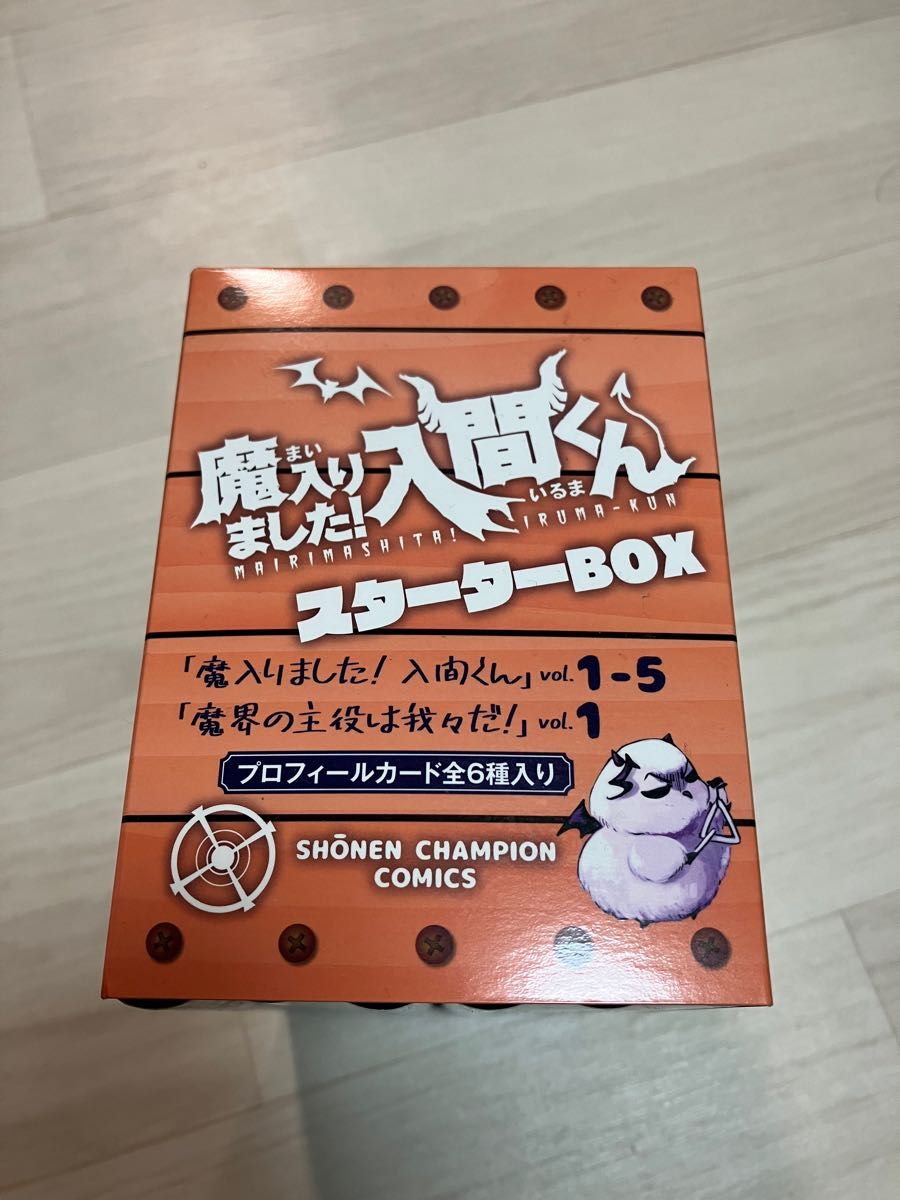 まい
魔入り
ました!
入間くん
いるま
MAIRIMASHITA! IRUMA-KUN
スターターBOX
「魔入りました! 入間くん」vol.1-5
「魔界の主役は我々だ!」vol.1
プロフィールカード全6種入り
SHŌNEN CHAMPION
COMICS